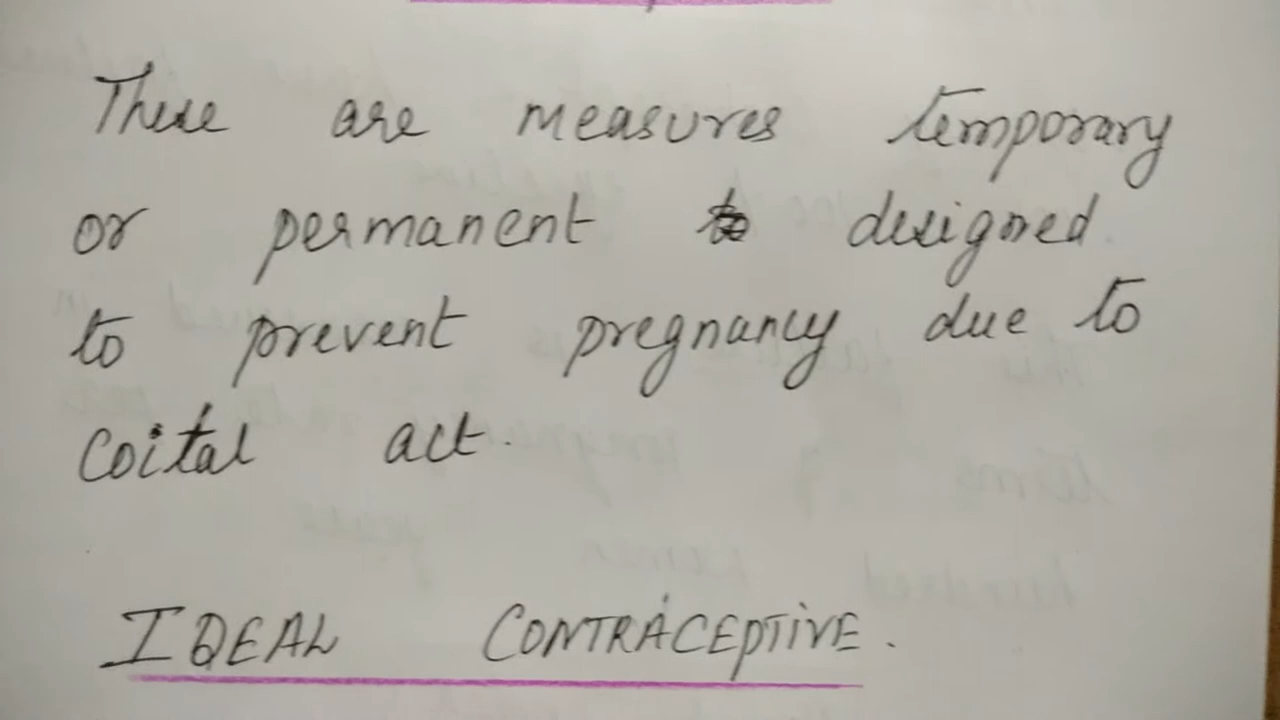 These are measures temporary
or permanent designed
to prevent pregnancy due to
Coital act.
IDEAL CONTRACEPTIVE.